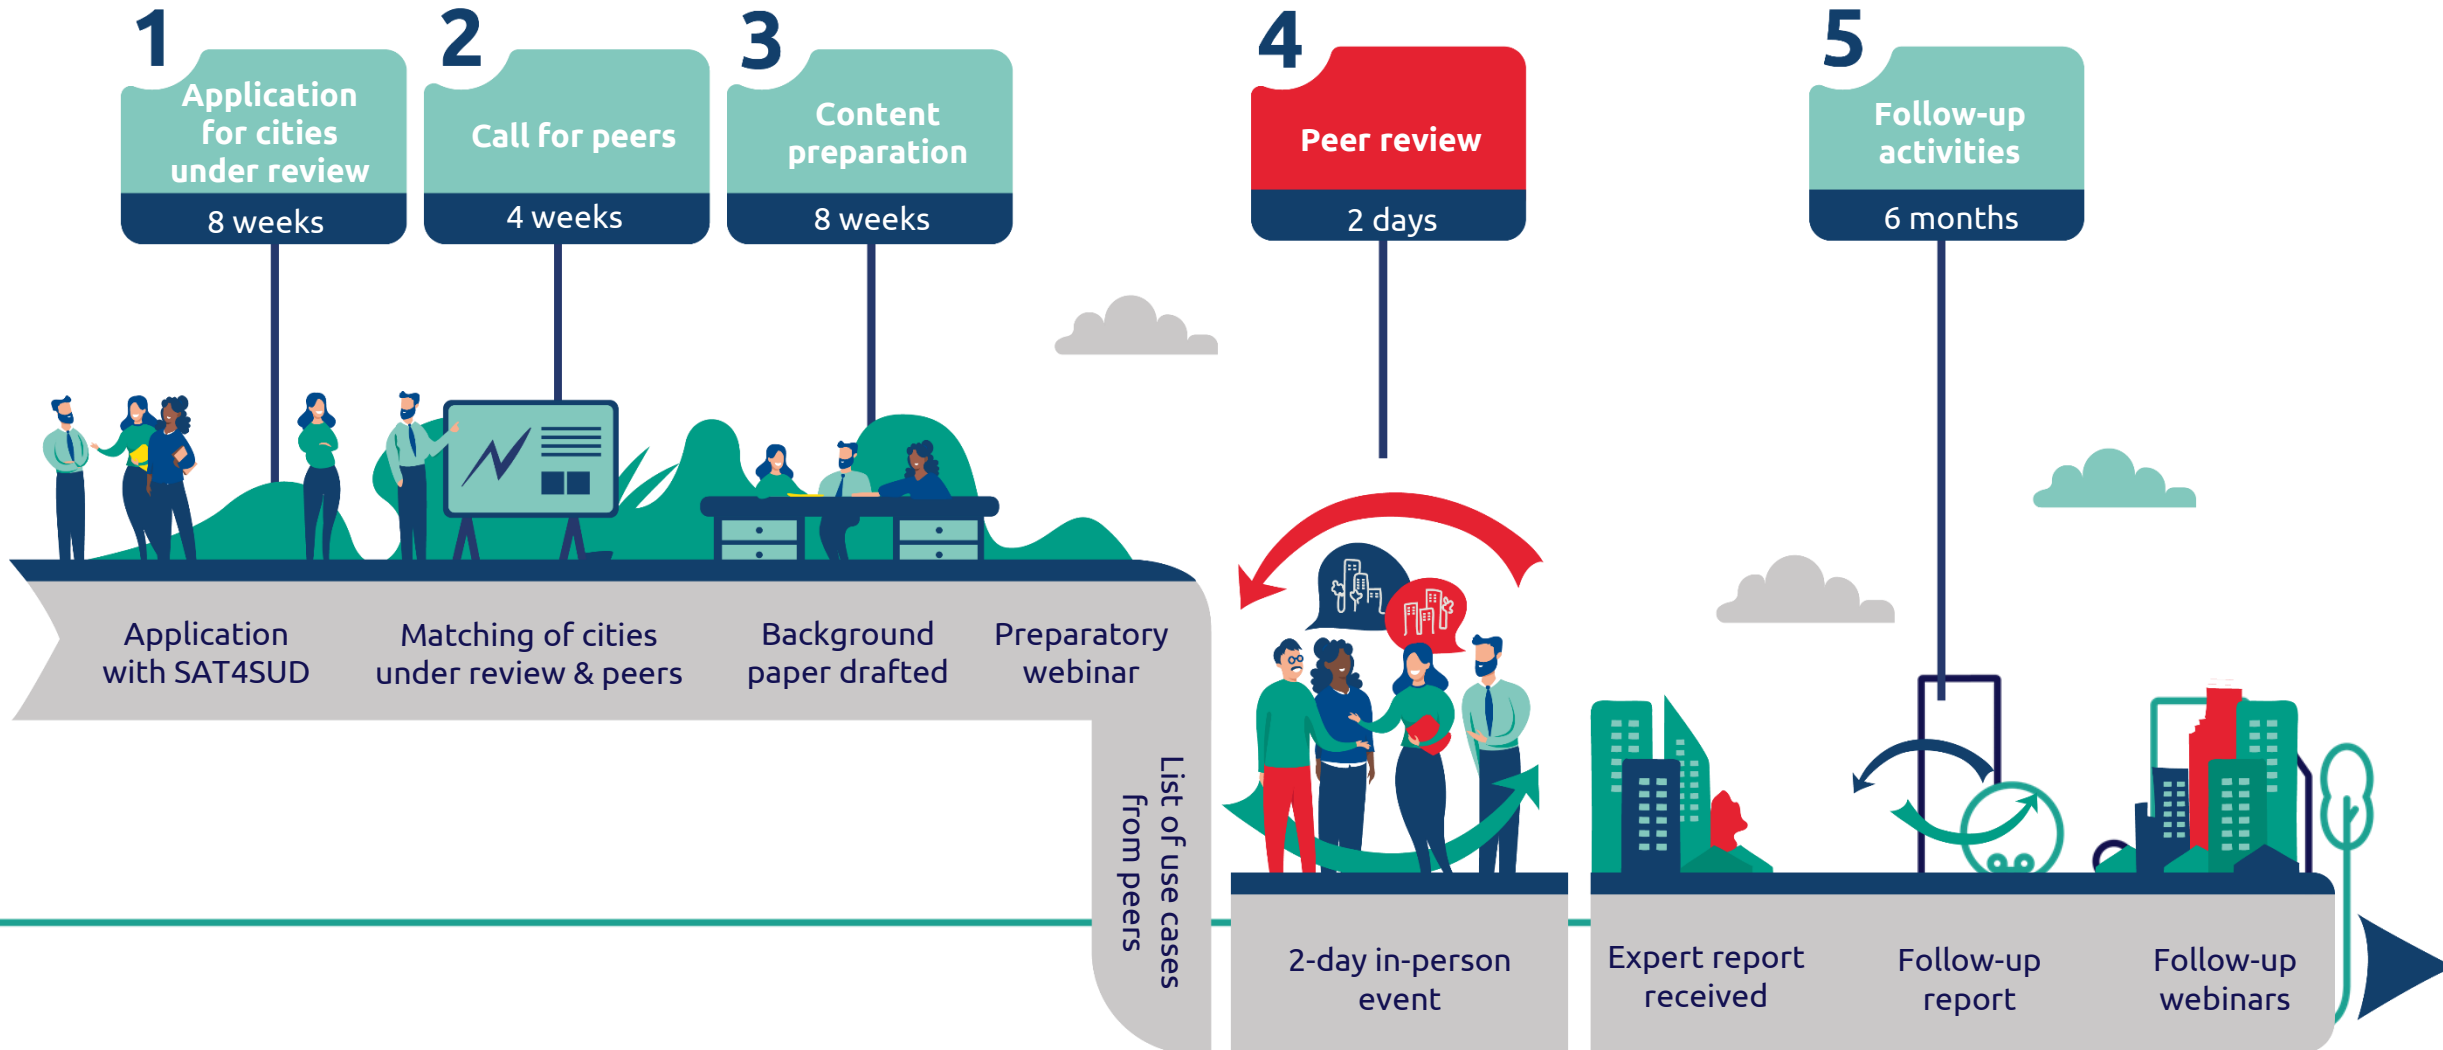 1
Application
for cities
under review
8 weeks
2
Call for peers
4 weeks
3
Content
preparation
8 weeks
4
Peer review
2 days
5
Follow-up
activities
6 months
Application
with SAT4SUD
Matching of cities
under review & peers
Background
paper drafted
Preparatory
webinar
List of use cases
from peers
2-day in-person
event
Expert report
received
Follow-up
report
Follow-up
webinars